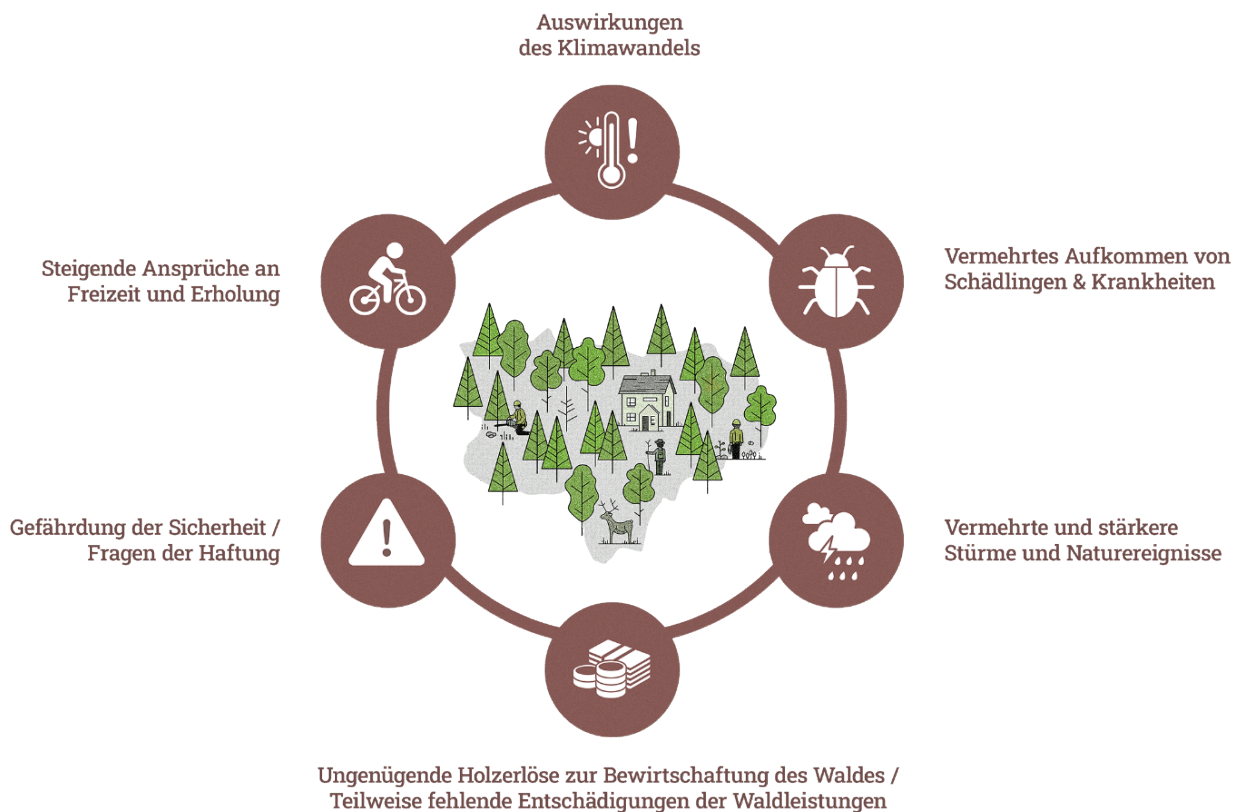 Auswirkungen
des Klimawandels
Vermehrtes Aufkommen von
Schädlingen & Krankheiten
Vermehrte und stärkere
Stürme und Naturereignisse
Ungenügende Holzerlöse zur Bewirtschaftung des Waldes /
Teilweise fehlende Entschädigungen der Waldleistungen
Gefährdung der Sicherheit /
Fragen der Haftung
Steigende Ansprüche an
Freizeit und Erholung